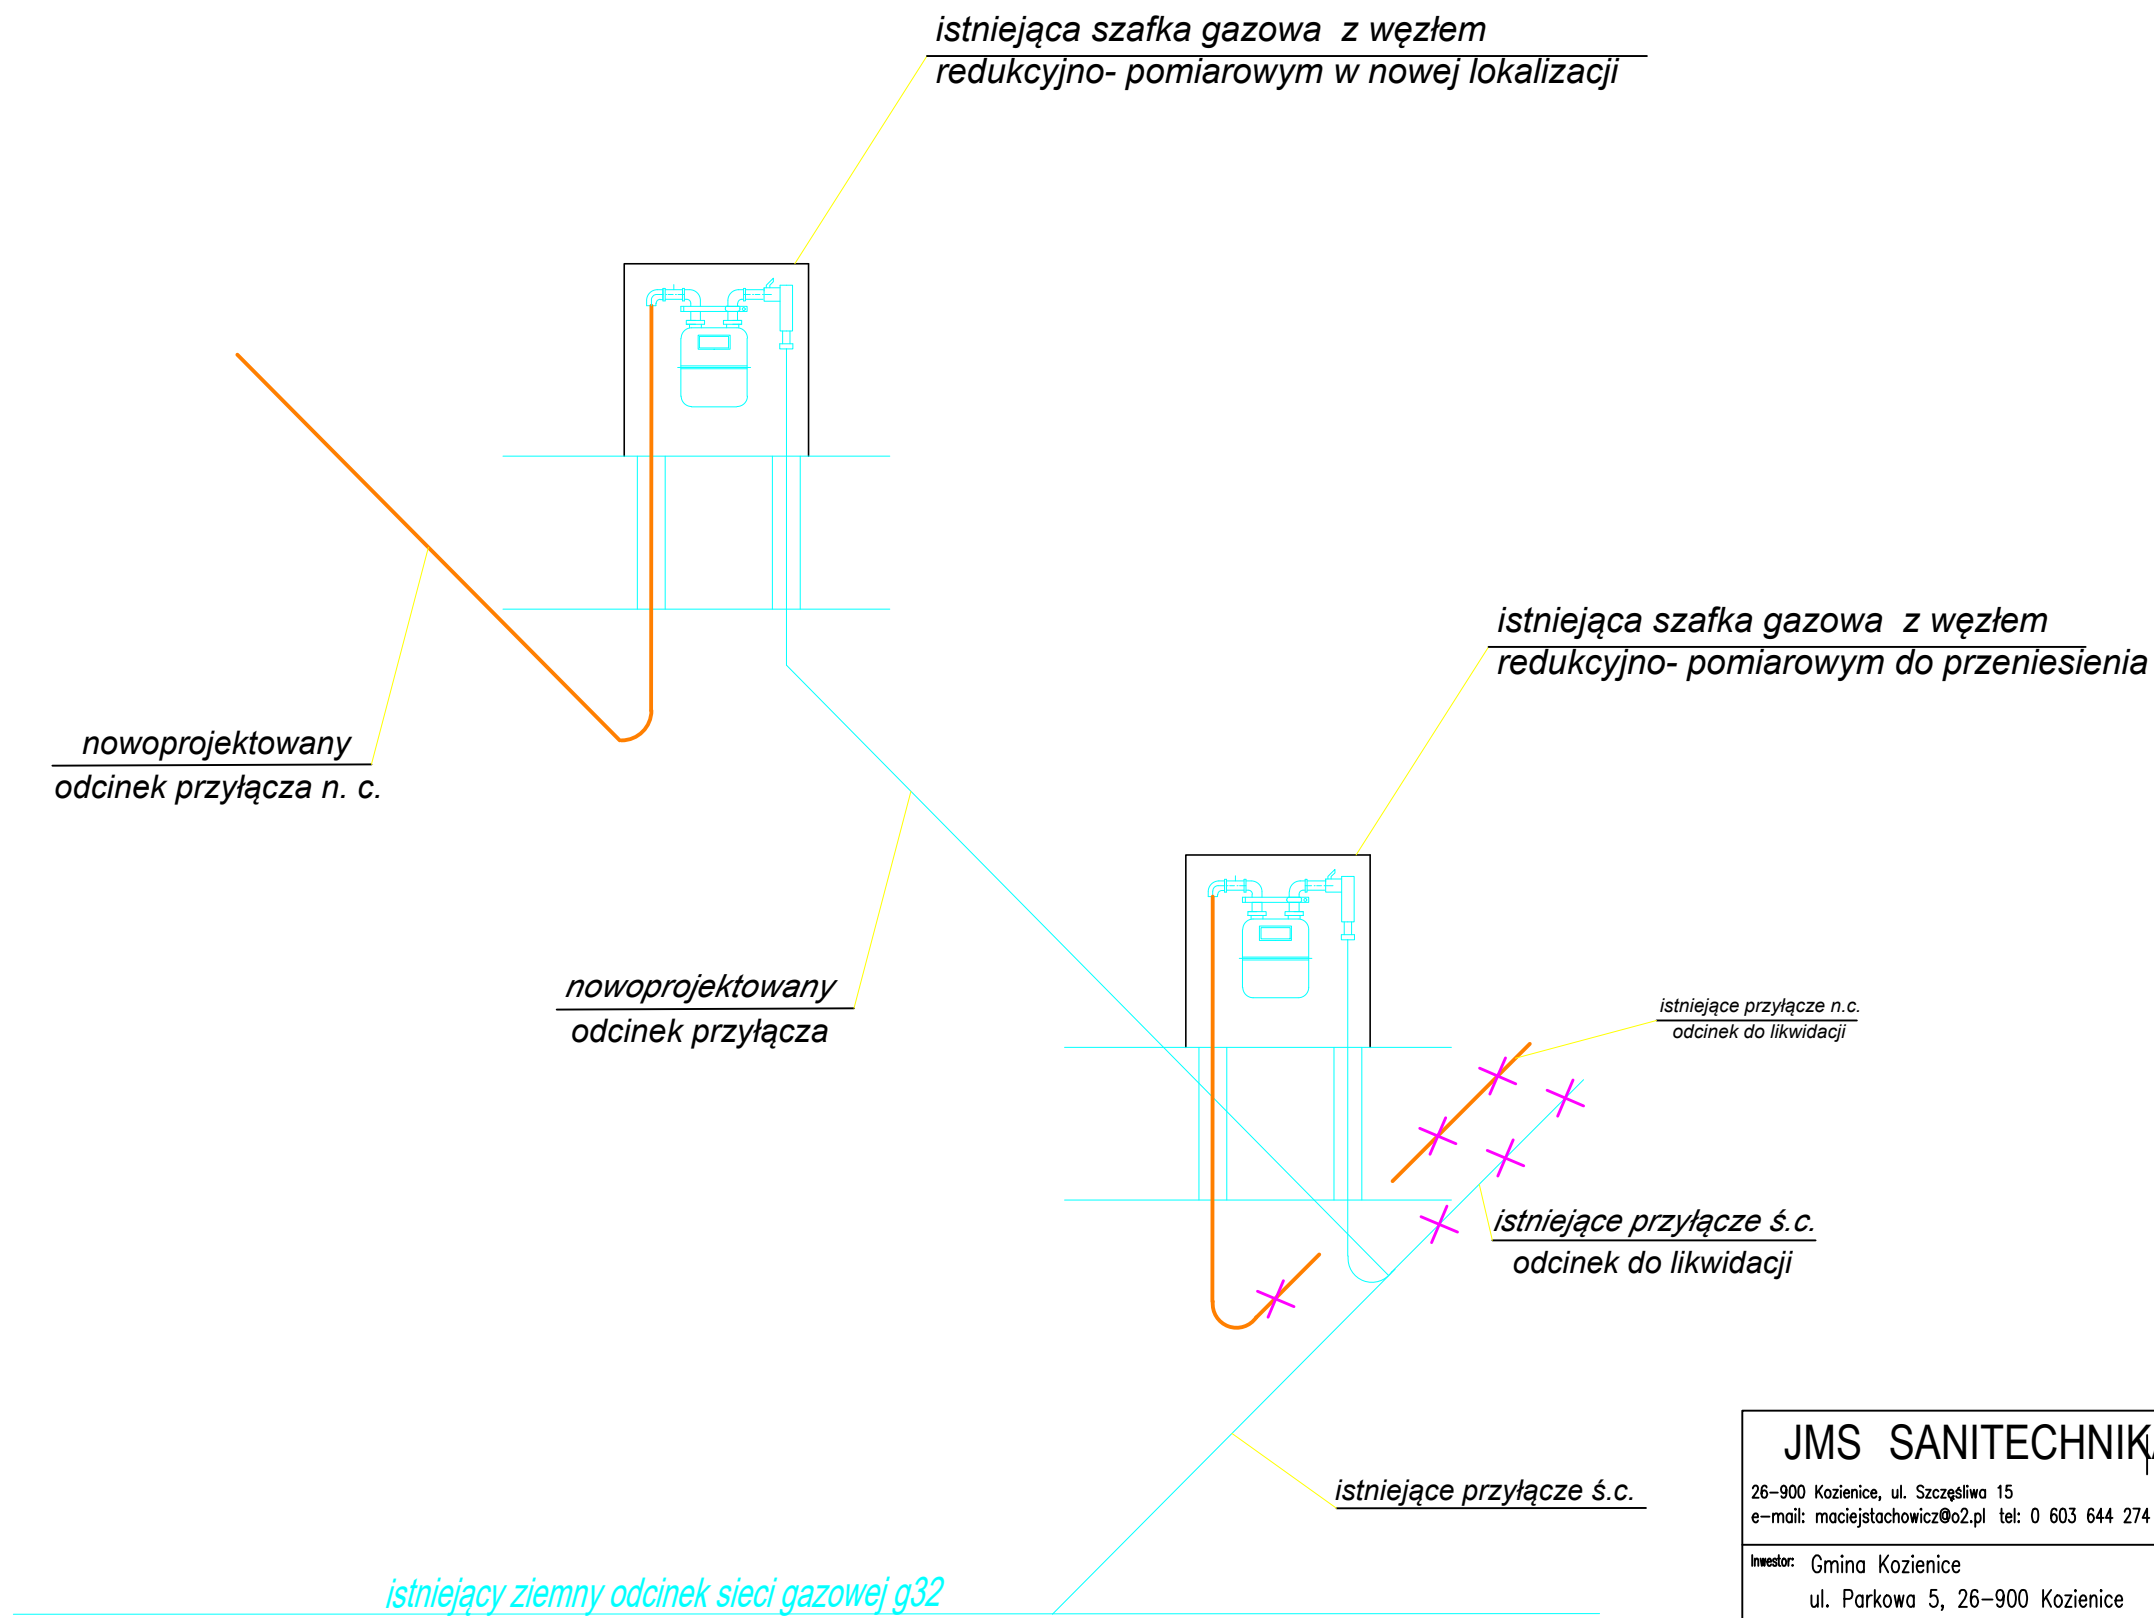 istniejąca szafka gazowa z węzłem
redukcyjno- pomiarowym w nowej lokalizacji
istniejąca szafka gazowa z węzłem
redukcyjno- pomiarowym do przeniesienia
nowoprojektowany
odcinek przyłącza n. c.
nowoprojektowany
odcinek przyłącza
istniejące przyłącze n.c.
odcinek do likwidacji
istniejące przyłącze ś.c.
odcinek do likwidacji
istniejące przyłącze ś.c.
istniejący ziemny odcinek sieci gazowej g32
JMS SANITECHNIKA
26-900 Kozienice, ul. Szczęśliwa 15
e-mail: maciejstachowicz@o2.pl tel: 0 603 644 274
Inwestor: Gmina Kozienice
ul. Parkowa 5, 26-900 Kozienice